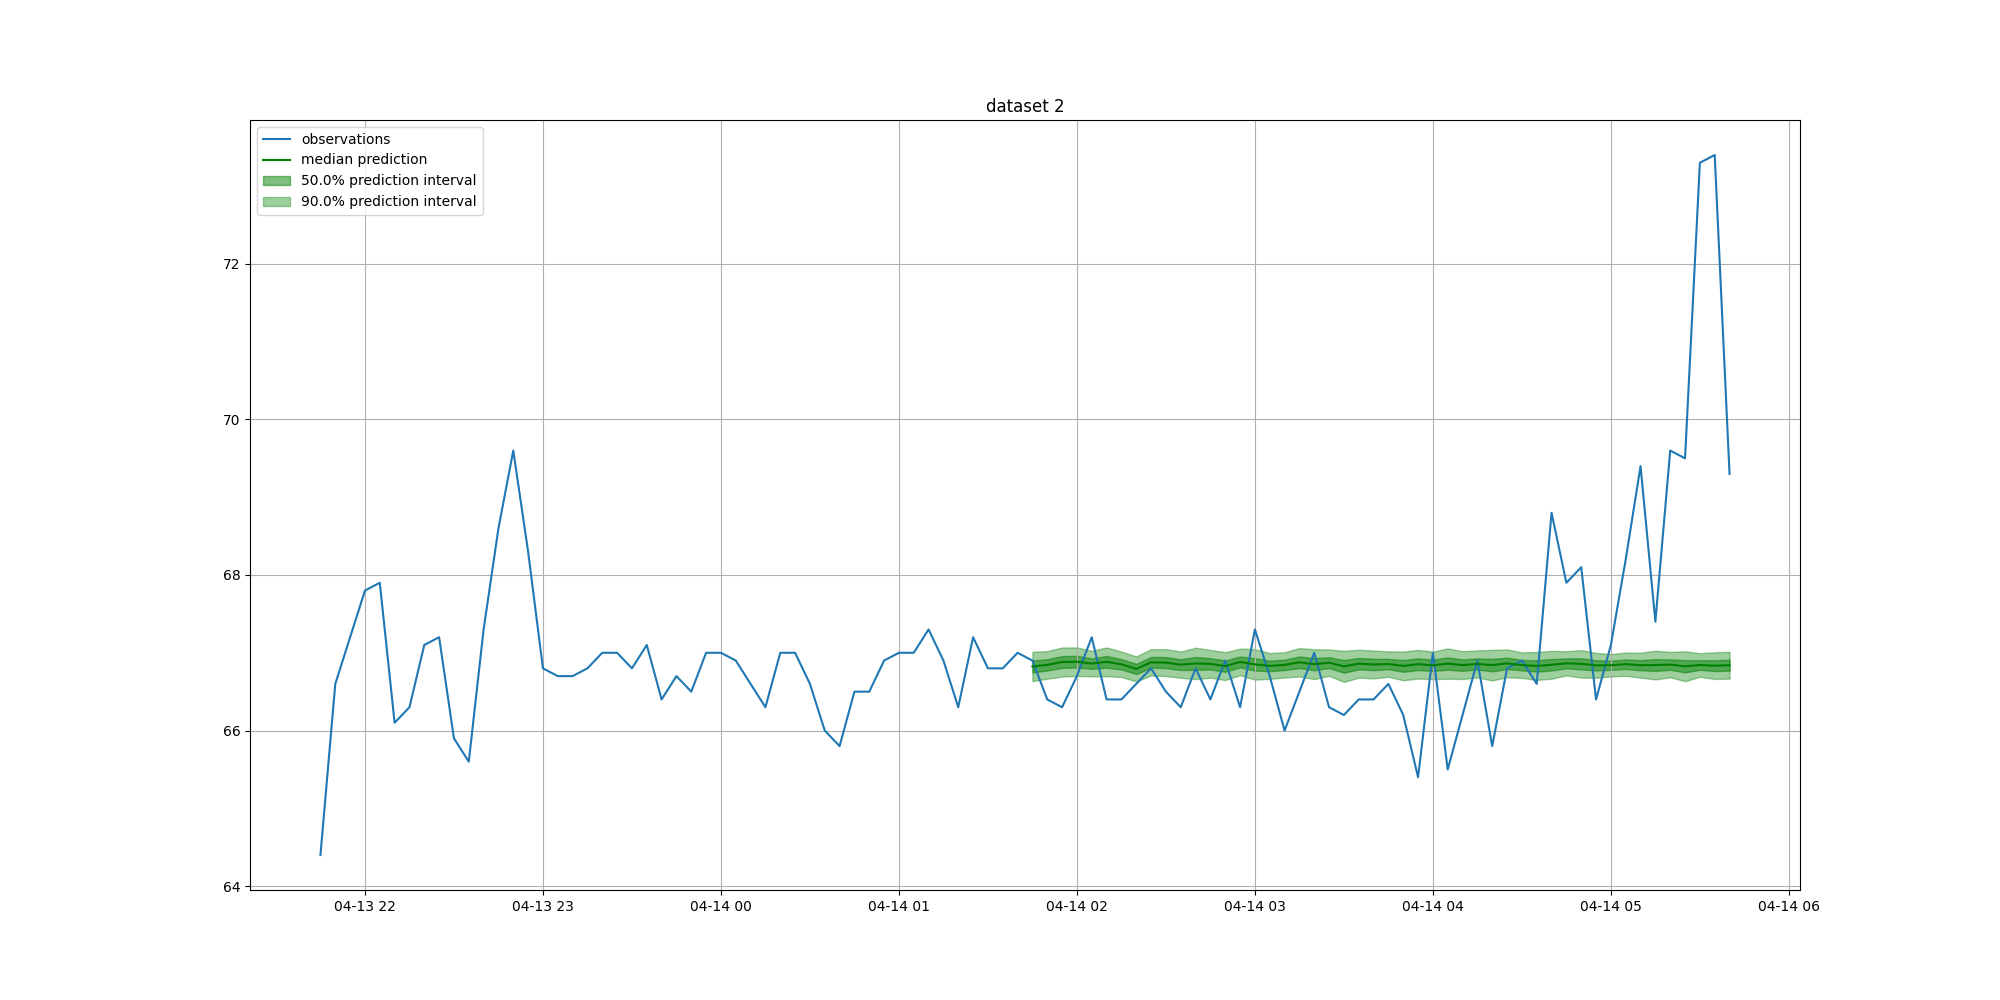 dataset 2
observations
median prediction
50.0% prediction interval
90.0% prediction interval
72
70
68
66
64
04-13 22
04-13 23
04-14 00
04-14 01
04-14 02
04-14 03
04-14 04
04-14 05
04-14 06